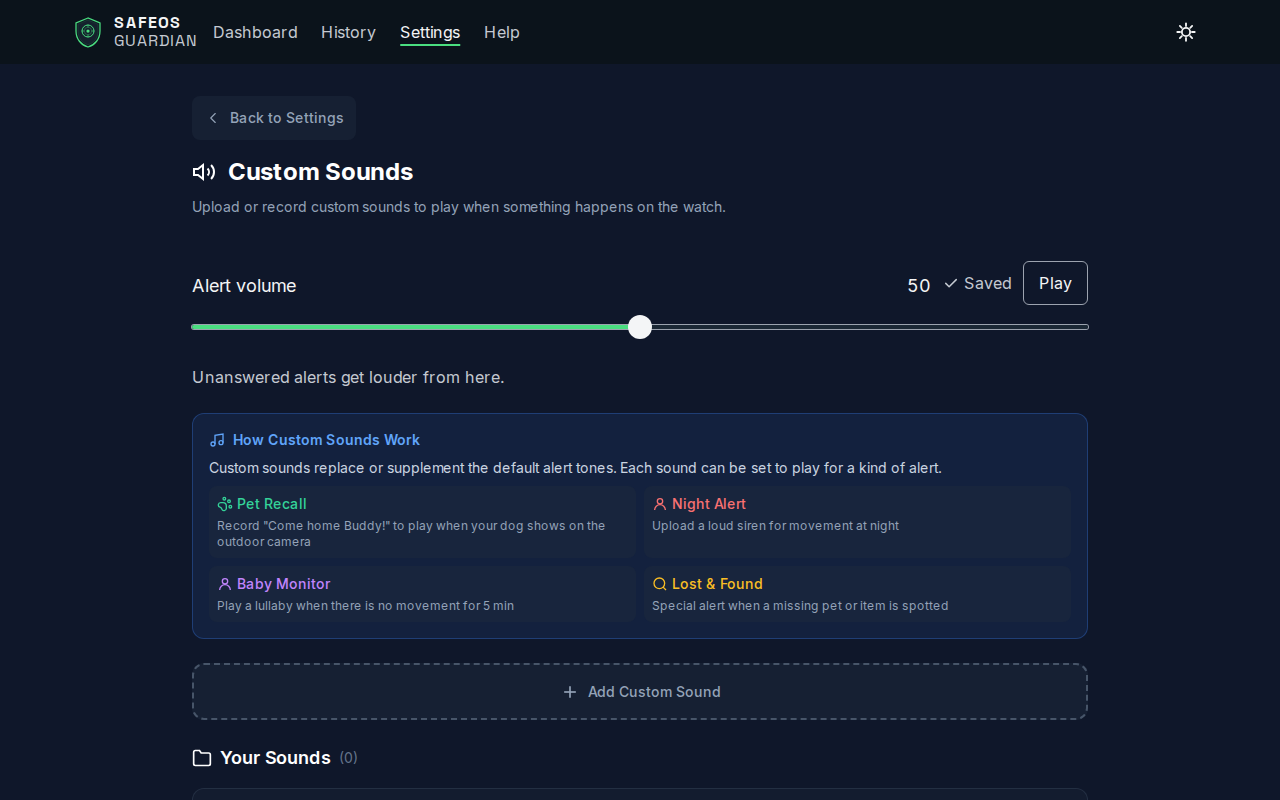 SAFEOS
GUARDIAN
Dashboard
History
Settings
Help
Back to Settings
Custom Sounds
Upload or record custom sounds to play when something happens on the watch.
Alert volume
50
Saved
Play
Unanswered alerts get louder from here.
How Custom Sounds Work
Custom sounds replace or supplement the default alert tones. Each sound can be set to play for a kind of alert.
Pet Recall
Record "Come home Buddy!" to play when your dog shows on the
outdoor camera
Night Alert
Upload a loud siren for movement at night
Baby Monitor
Play a lullaby when there is no movement for 5 min
Lost & Found
Special alert when a missing pet or item is spotted
Add Custom Sound
Your Sounds (0)